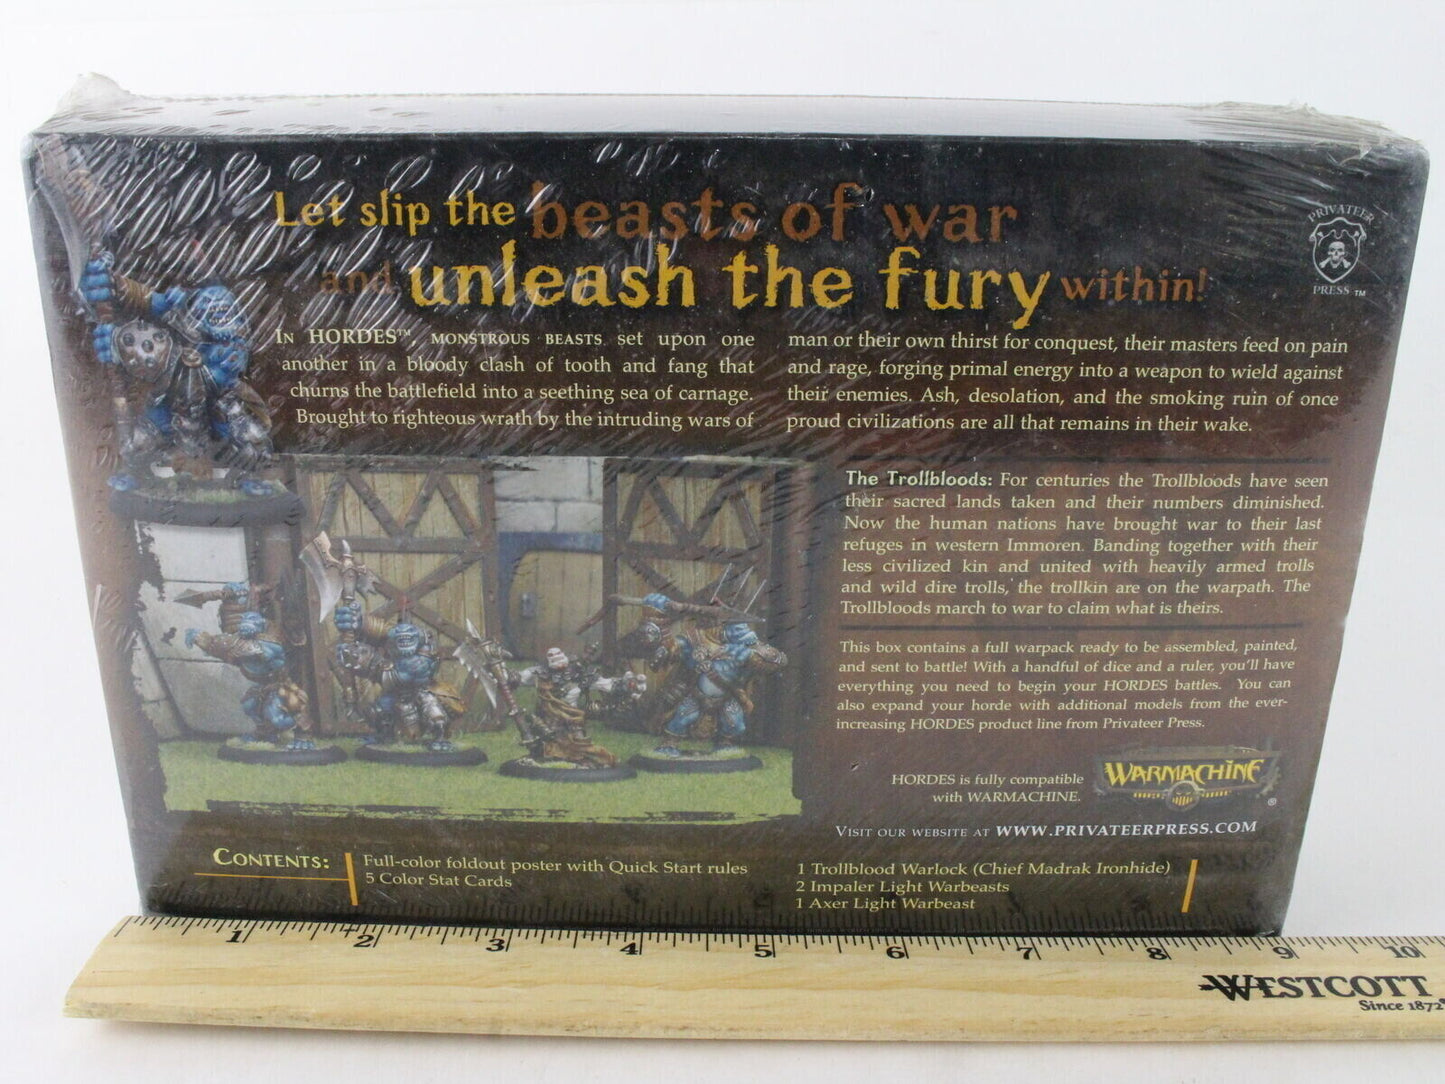 Let slip the beasts of war
and unleash the fury within!
PRIVATEER
PRESS ™
IN HORDES™, MONSTROUS BEASTS set upon one
another in a bloody clash of tooth and fang that
churns the battlefield into a seething sea of carnage.
Brought to righteous wrath by the intruding wars of
man or their own thirst for conquest, their masters feed on pain
and rage, forging primal energy into a weapon to wield against
their enemies. Ash, desolation, and the smoking ruin of once
proud civilizations are all that remains in their wake.
The Trollbloods: For centuries the Trollbloods have seen
their sacred lands taken and their numbers diminished.
Now the human nations have brought war to their last
refuges in western Immoren. Banding together with their
less civilized kin and united with heavily armed trolls
and wild dire trolls, the trollkin are on the warpath. The
Trollbloods march to war to claim what is theirs.
This box contains a full warpack ready to be assembled, painted,
and sent to battle! With a handful of dice and a ruler, you'll have
everything you need to begin your HORDES battles. You can
also expand your horde with additional models from the ever-
increasing HORDES product line from Privateer Press.
HORDES is fully compatible
with WARMACHINE.
WARMACHINE ®
VISIT OUR WEBSITE AT WWW.PRIVATEERPRESS.COM
CONTENTS:
Full-color foldout poster with Quick Start rules
5 Color Stat Cards
1 Trollblood Warlock (Chief Madrak Ironhide)
2 Impaler Light Warbeasts
1 Axer Light Warbeast
1 2 3 4 5 6 7 8 9 10
WESTCOTT
Since 1872®